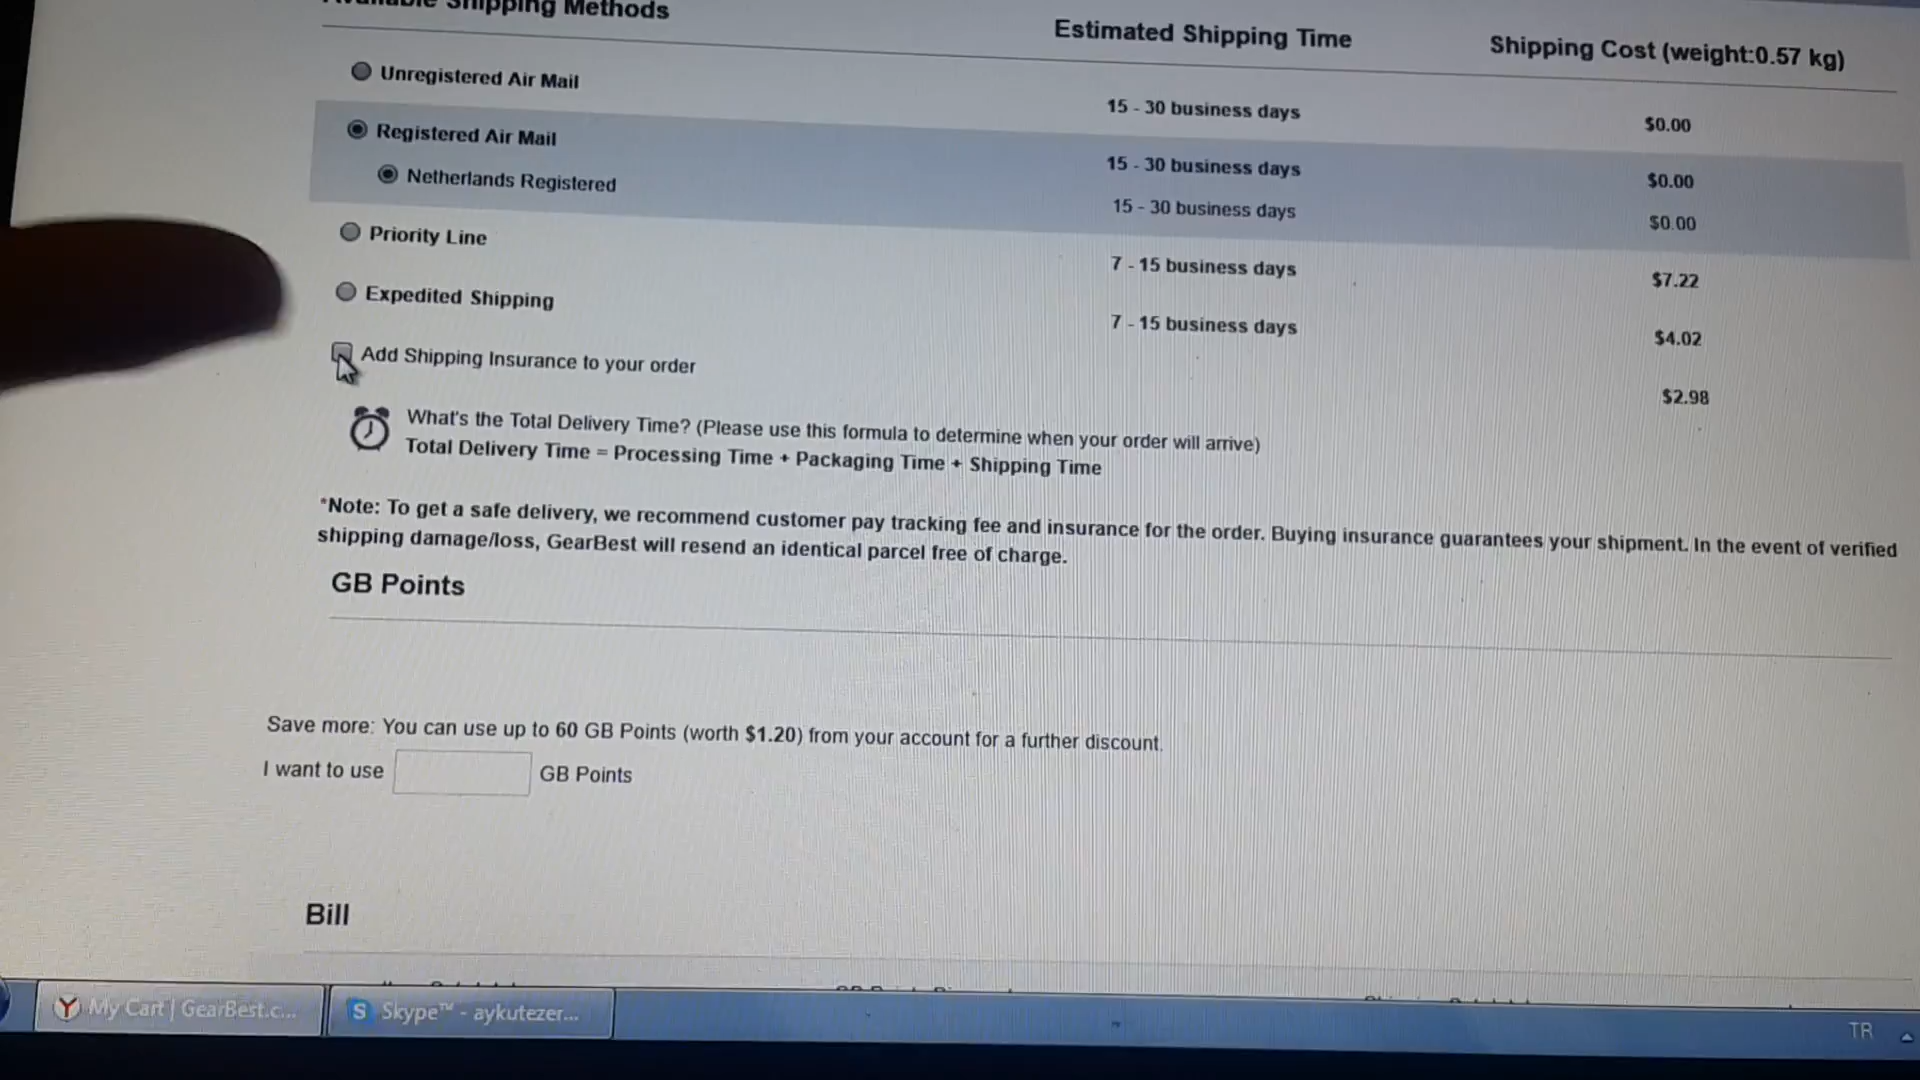 Shipping Methods
Estimated Shipping Time
Shipping Cost (weight:0.57 kg)
Unregistered Air Mail
15 - 30 business days
$0.00
Registered Air Mail
15 - 30 business days
$0.00
Netherlands Registered
15 - 30 business days
$0.00
Priority Line
7 - 15 business days
$7.22
Expedited Shipping
7 - 15 business days
$4.02
Add Shipping Insurance to your order
$2.98
What's the Total Delivery Time? (Please use this formula to determine when your order will arrive)
Total Delivery Time = Processing Time + Packaging Time + Shipping Time
*Note: To get a safe delivery, we recommend customer pay tracking fee and insurance for the order. Buying insurance guarantees your shipment. In the event of verified
shipping damage/loss, GearBest will resend an identical parcel free of charge.
GB Points
Save more: You can use up to 60 GB Points (worth $1.20) from your account for a further discount.
I want to use
GB Points
Bill
My Cart | GearBest.c...
Skype™ - aykutezer...
TR